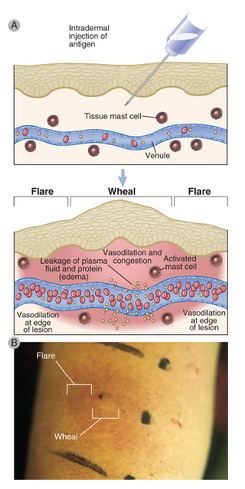 A
Intradermal
injection of
antigen
Tissue mast cell
Venule
Flare
Wheal
Flare
Vasodilation and
congestion
Leakage of plasma
fluid and protein
(edema)
Activated
mast cell
Vasodilation
at edge
of lesion
Vasodilation
at edge
of lesion
B
Flare
Wheal